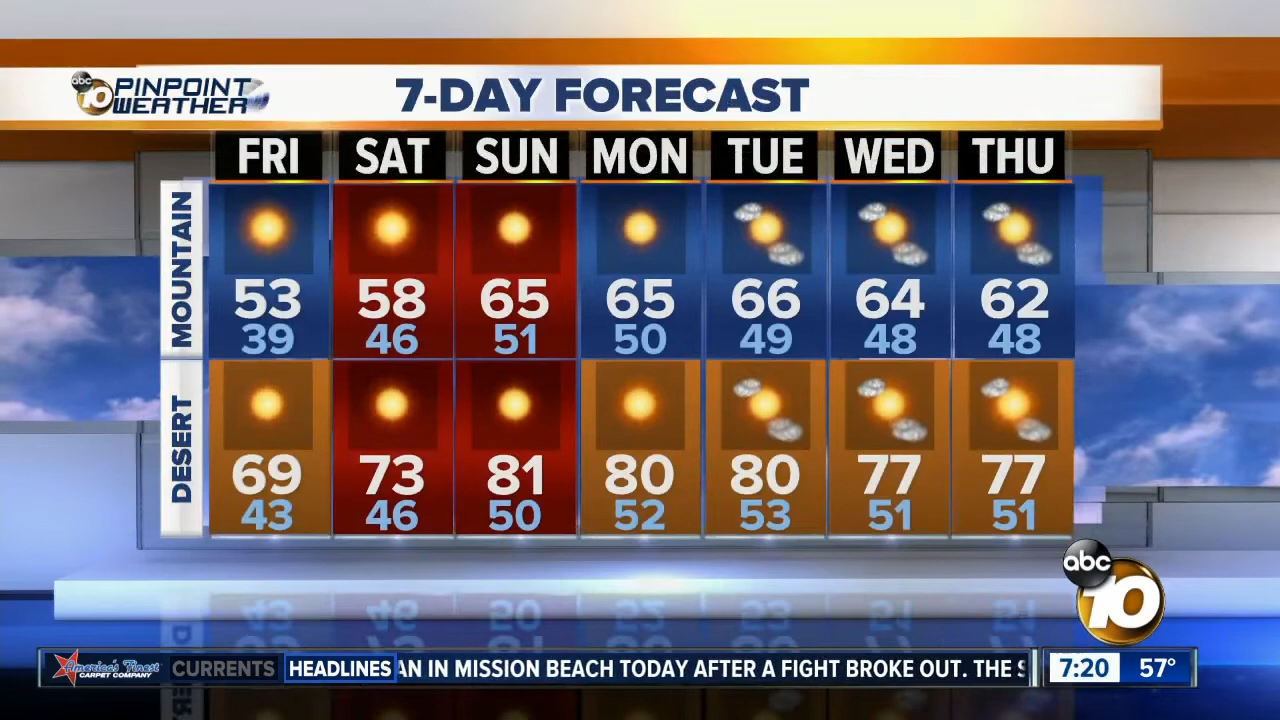 abc 10 PINPOINT WEATHER
7-DAY FORECAST
FRI SAT SUN MON TUE WED THU
MOUNTAIN
53 58 65 65 66 64 62
39 46 51 50 49 48 48
DESERT
69 73 81 80 80 77 77
43 46 50 52 53 51 51
abc 10
America's Finest
CARPET COMPANY
CURRENTS
HEADLINES
AN IN MISSION BEACH TODAY AFTER A FIGHT BROKE OUT. THE
7:20 57°